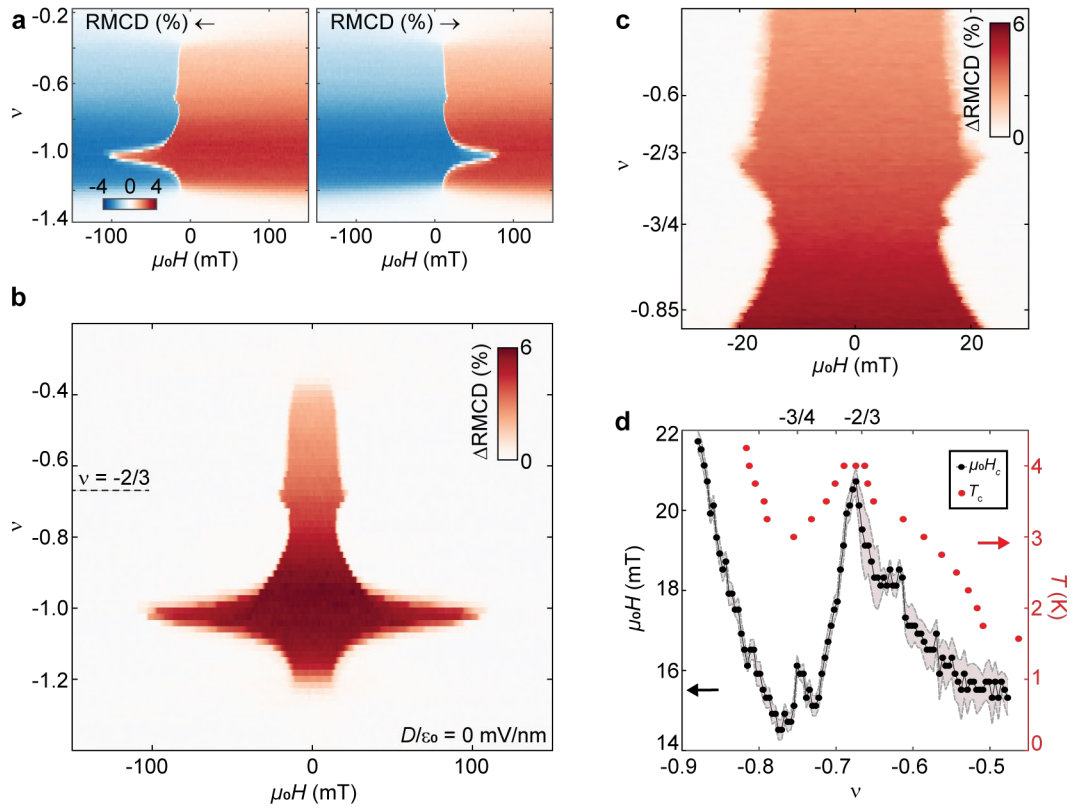 a
RMCD (%) ←
RMCD (%) →
-0.2
-0.6
-1.0
-1.4
ν
-4 0 4
-100 0 100
-100 0 100
μ₀H (mT)
μ₀H (mT)
b
ΔRMCD (%)
6
0
-0.4
-0.6
ν = -2/3
-0.8
-1.0
-1.2
ν
D/ε₀ = 0 mV/nm
-100 0 100
μ₀H (mT)
c
ΔRMCD (%)
6
0
-0.6
-2/3
-3/4
-0.85
ν
-20 0 20
μ₀H (mT)
d
-3/4 -2/3
22
20
18
16
14
μ₀H (mT)
μ₀Hc
Tc
4
3
2
1
0
T (K)
-0.9 -0.8 -0.7 -0.6 -0.5
ν